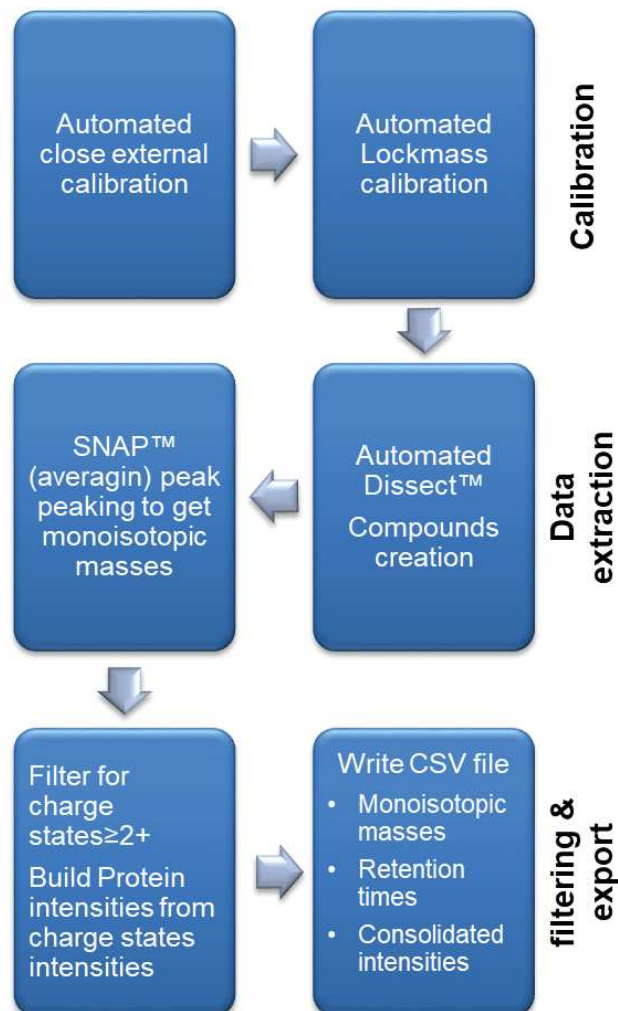 Automated
close external
calibration
Automated
Lockmass
calibration
Calibration
Automated
Dissect™
Compounds
creation
SNAP™
(averagin) peak
peaking to get
monoisotopic
masses
Data
extraction
Filter for
charge
states≥2+
Build Protein
intensities from
charge states
intensities
Write CSV file
• Monoisotopic
masses
• Retention
times
• Consolidated
intensities
filtering &
export